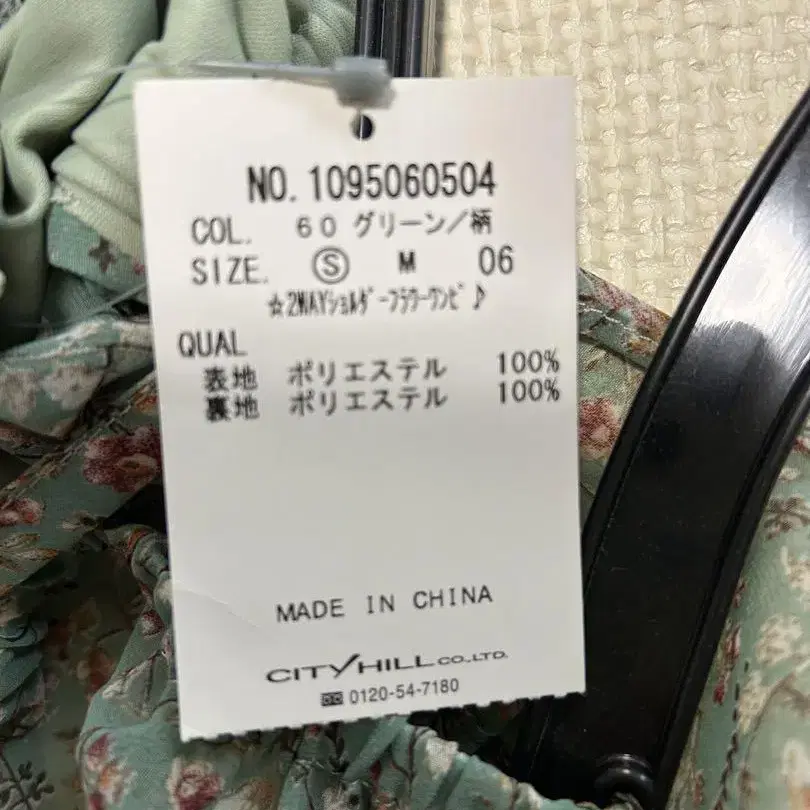 NO. 1095060504
COL. 60 グリーン/柄
SIZE. Ⓢ M 06
☆2WAYショルダーフラワーワンピ♪
QUAL
表地 ポリエステル 100%
裏地 ポリエステル 100%
MADE IN CHINA
CITY HILL CO.,LTD.
0120-54-7180